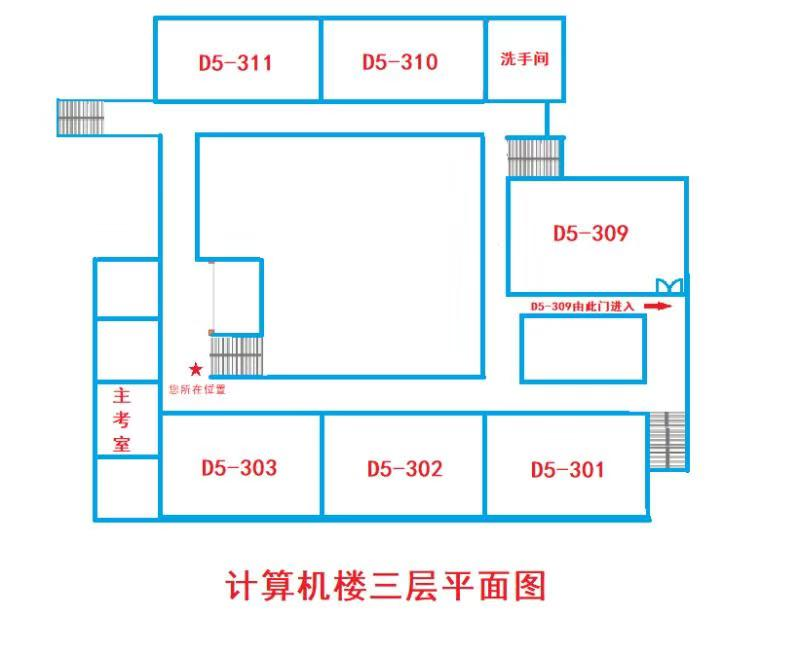 D5-311
D5-310
洗手间
D5-309
D5-309由此门进入
您所在位置
主
考
室
D5-303
D5-302
D5-301
计算机楼三层平面图